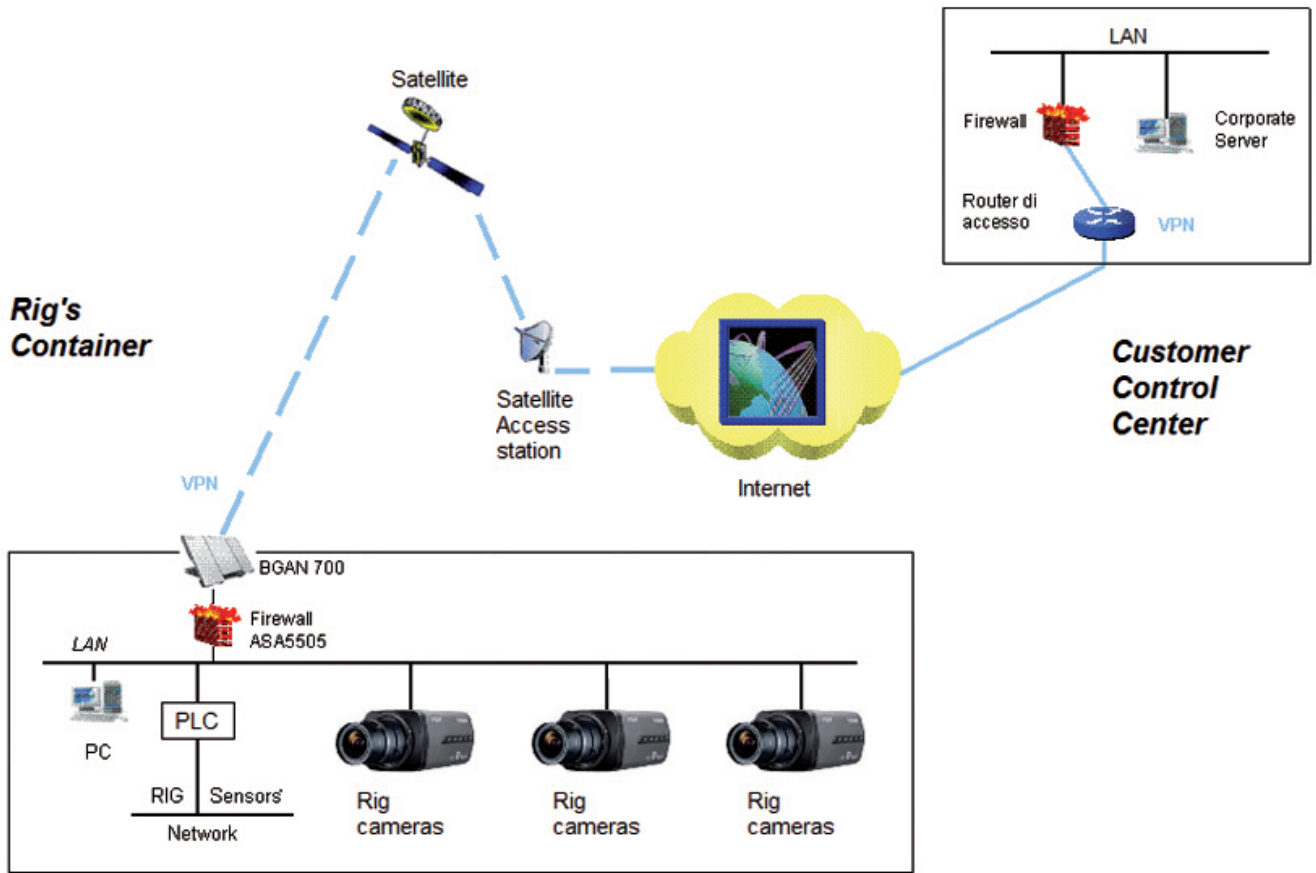 LAN
Satellite
Firewall
Corporate
Server
Router di
accesso
VPN
Rig's
Container
Customer
Control
Center
Satellite
Access
station
Internet
VPN
BGAN 700
Firewall
ASA5505
LAN
PC
PLC
RIG Sensors'
Network
Rig
cameras
Rig
cameras
Rig
cameras